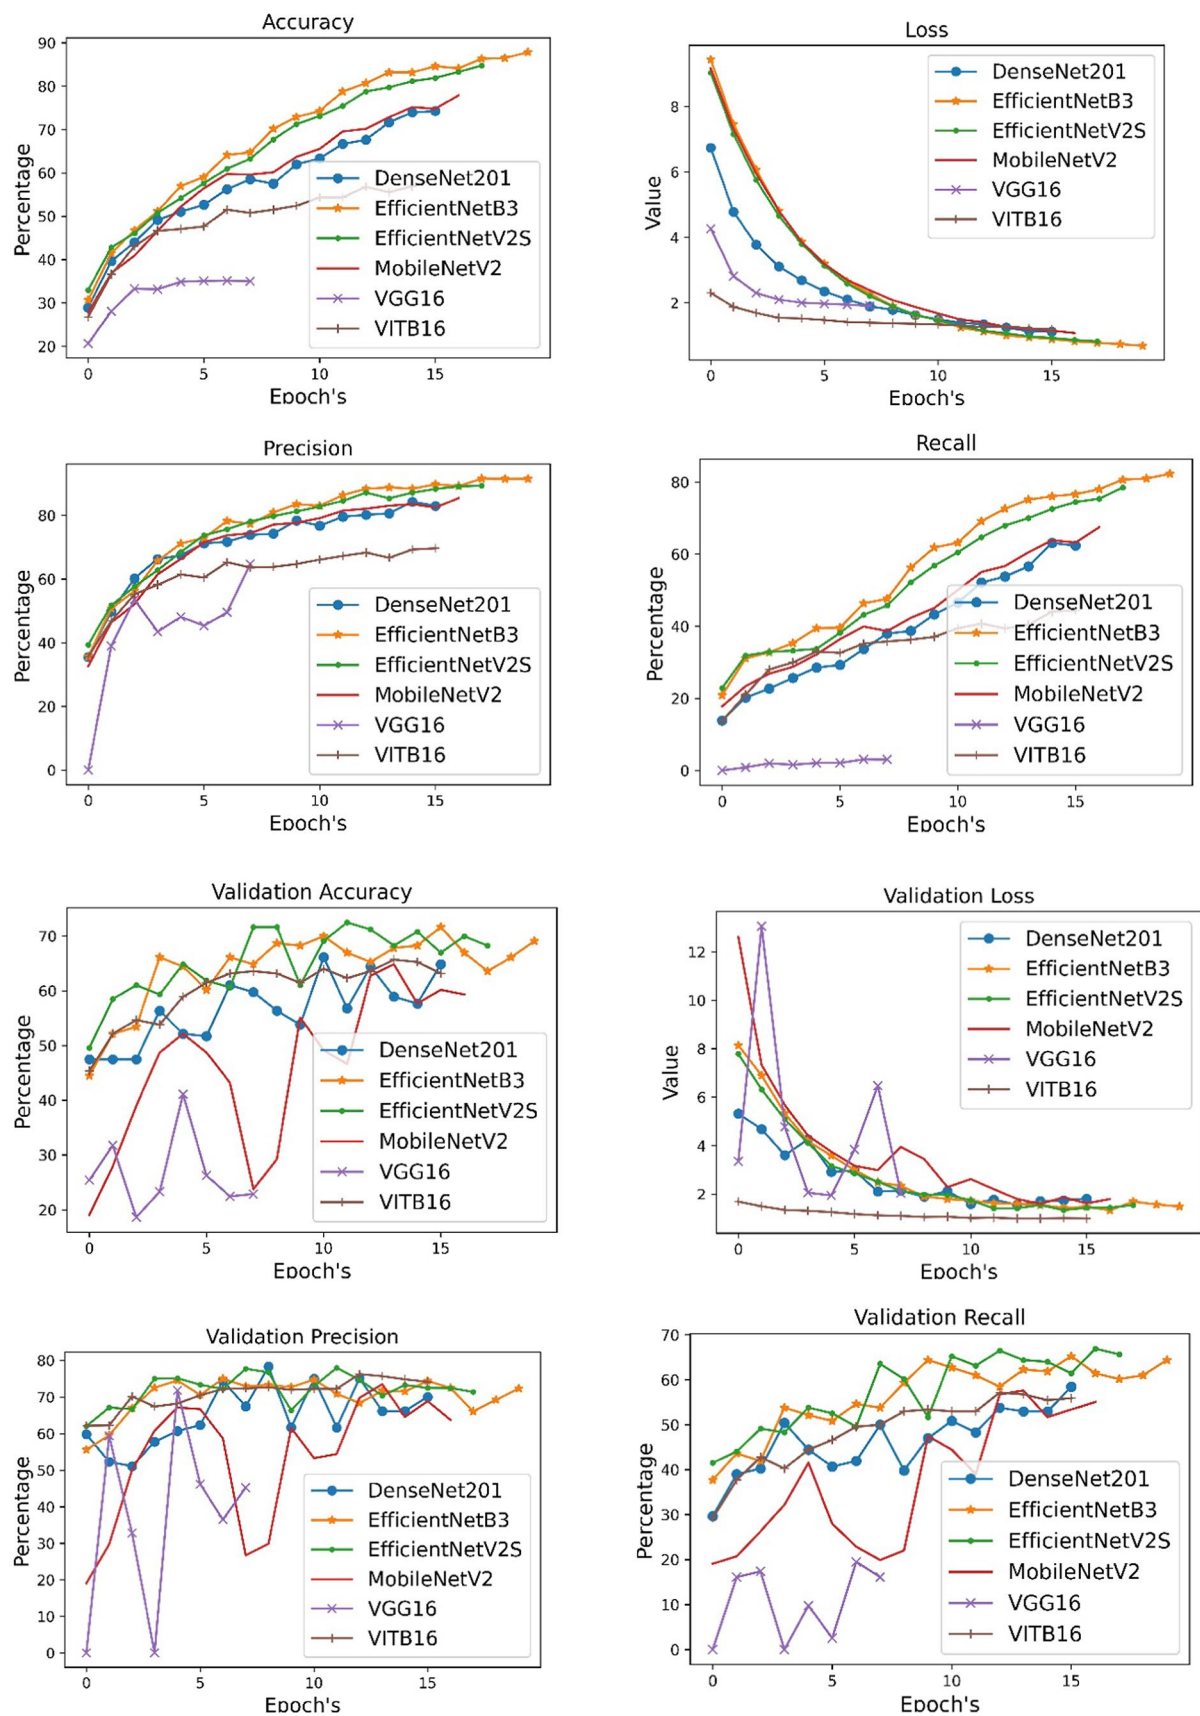 Accuracy
90
80
70
60
50
40
30
20
Percentage
DenseNet201
EfficientNetB3
EfficientNetV2S
MobileNetV2
VGG16
VITB16
0 5 10 15
Epoch's
Loss
8
6
4
2
Value
DenseNet201
EfficientNetB3
EfficientNetV2S
MobileNetV2
VGG16
VITB16
0 5 10 15
Epoch's
Precision
80
60
40
20
0
Percentage
DenseNet201
EfficientNetB3
EfficientNetV2S
MobileNetV2
VGG16
VITB16
0 5 10 15
Epoch's
Recall
80
60
40
20
0
Percentage
DenseNet201
EfficientNetB3
EfficientNetV2S
MobileNetV2
VGG16
VITB16
0 5 10 15
Epoch's
Validation Accuracy
70
60
50
40
30
20
Percentage
DenseNet201
EfficientNetB3
EfficientNetV2S
MobileNetV2
VGG16
VITB16
0 5 10 15
Epoch's
Validation Loss
12
10
8
6
4
2
Value
DenseNet201
EfficientNetB3
EfficientNetV2S
MobileNetV2
VGG16
VITB16
0 5 10 15
Epoch's
Validation Precision
80
70
60
50
40
30
20
10
0
Percentage
DenseNet201
EfficientNetB3
EfficientNetV2S
MobileNetV2
VGG16
VITB16
0 5 10 15
Epoch's
Validation Recall
70
60
50
40
30
20
10
0
Percentage
DenseNet201
EfficientNetB3
EfficientNetV2S
MobileNetV2
VGG16
VITB16
0 5 10 15
Epoch's